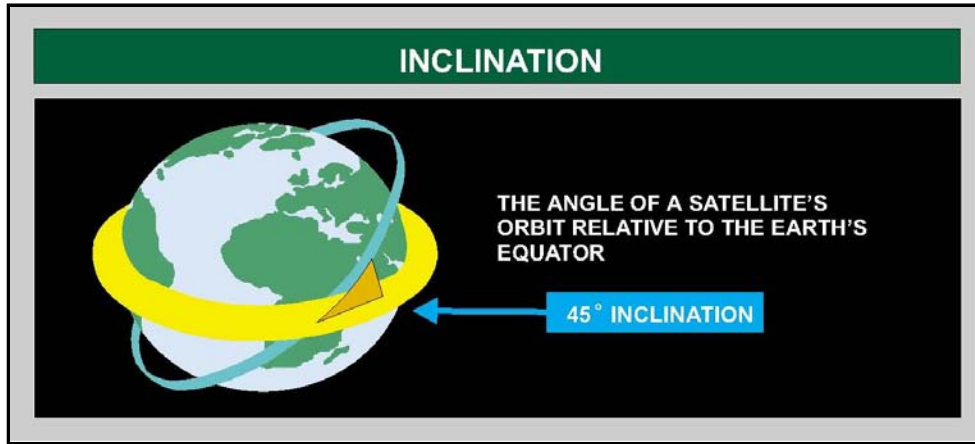 INCLINATION
THE ANGLE OF A SATELLITE'S
ORBIT RELATIVE TO THE EARTH'S
EQUATOR
45° INCLINATION